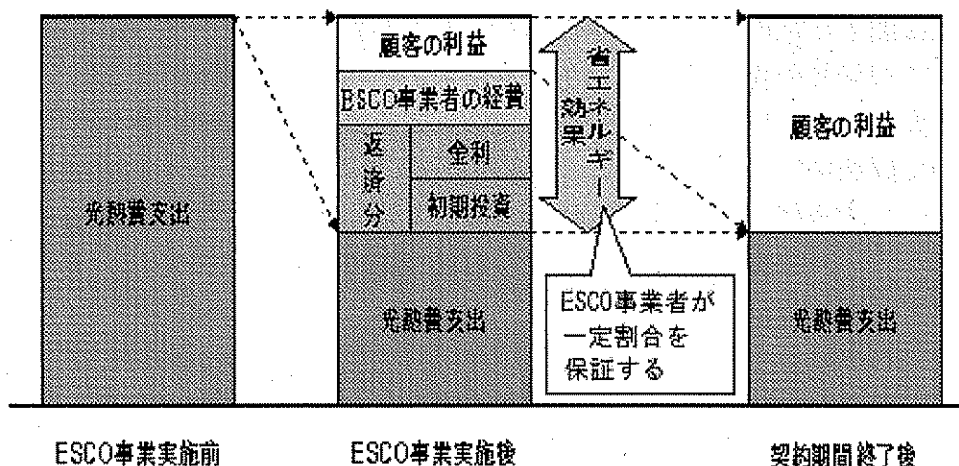 光熱費支出
顧客の利益
ESCO事業者の経費
返済分
金利
初期投資
光熱費支出
省エネルギー
効果
ESCO事業者が
一定割合を
保証する
顧客の利益
光熱費支出
ESCO事業実施前
ESCO事業実施後
契約期間終了後